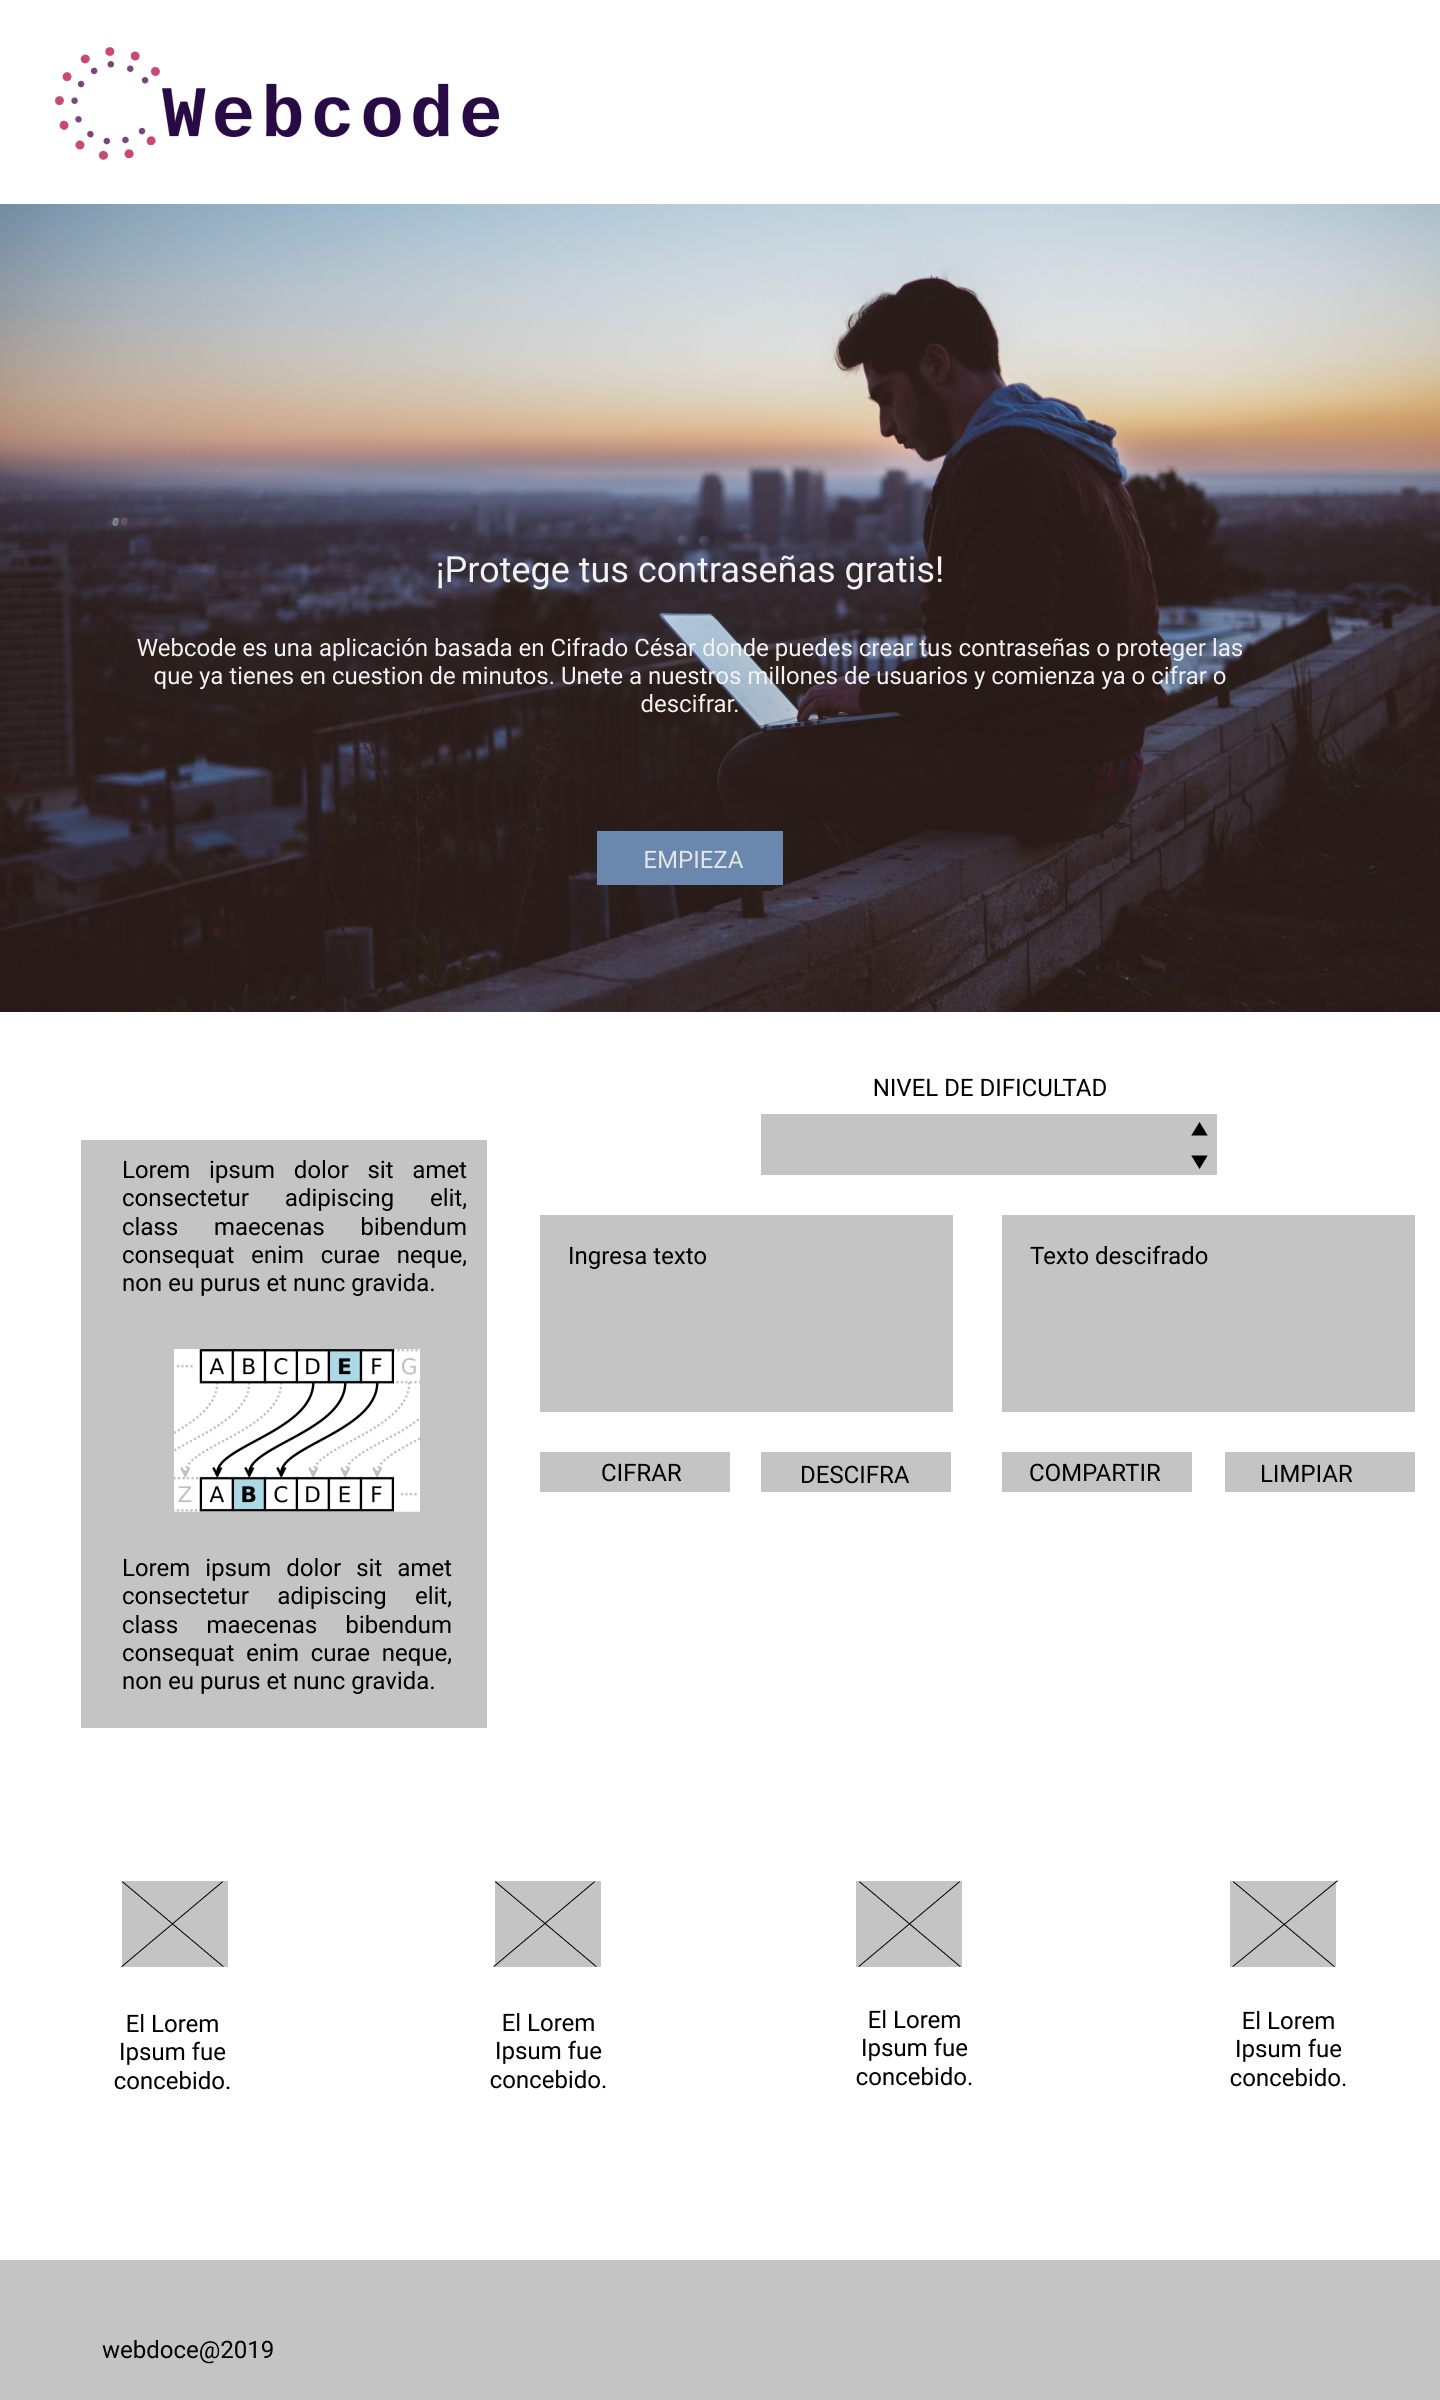 Webcode
¡Protege tus contraseñas gratis!
Webcode es una aplicación basada en Cifrado César donde puedes crear tus contraseñas o proteger las
que ya tienes en cuestion de minutos. Unete a nuestros millones de usuarios y comienza ya o cifrar o
descifrar.
EMPIEZA
Lorem ipsum dolor sit amet
consectetur adipiscing elit,
class maecenas bibendum
consequat enim curae neque,
non eu purus et nunc gravida.
A B C D E F G
Z A B C D E F
Lorem ipsum dolor sit amet
consectetur adipiscing elit,
class maecenas bibendum
consequat enim curae neque,
non eu purus et nunc gravida.
NIVEL DE DIFICULTAD
Ingresa texto
Texto descifrado
CIFRAR
DESCIFRA
COMPARTIR
LIMPIAR
El Lorem
Ipsum fue
concebido.
El Lorem
Ipsum fue
concebido.
El Lorem
Ipsum fue
concebido.
El Lorem
Ipsum fue
concebido.
webdoce@2019